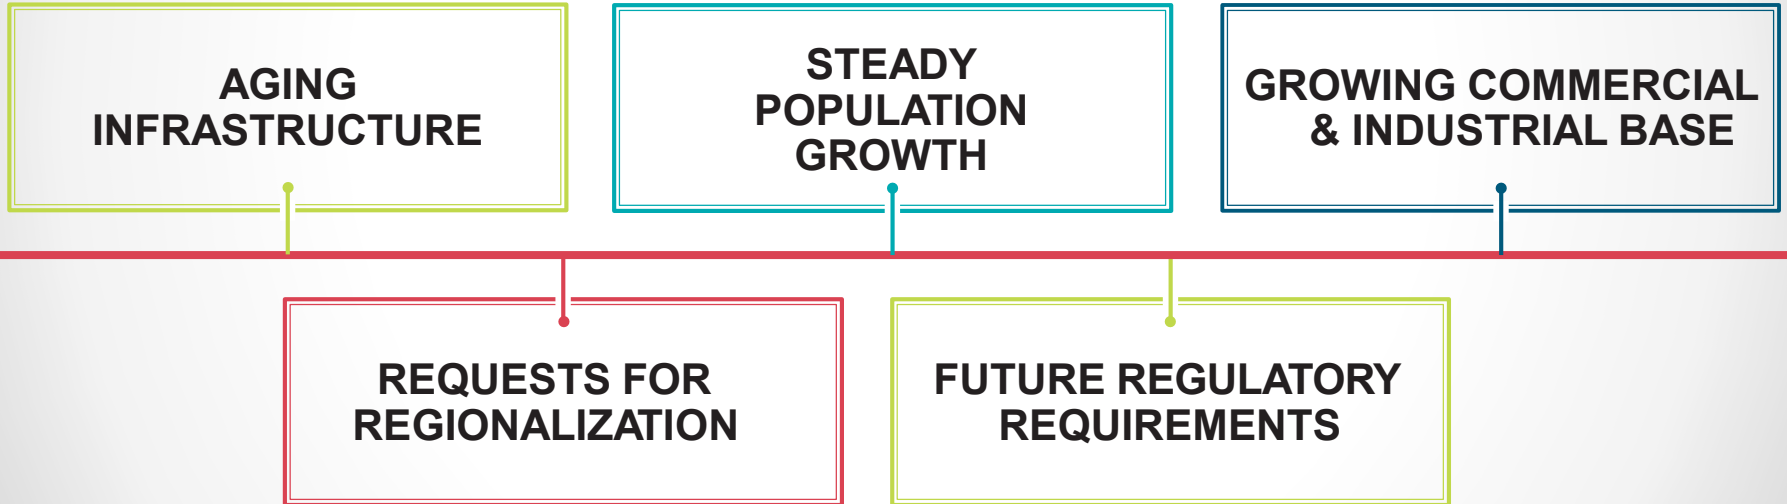 AGING
INFRASTRUCTURE
STEADY
POPULATION
GROWTH
GROWING COMMERCIAL
& INDUSTRIAL BASE
REQUESTS FOR
REGIONALIZATION
FUTURE REGULATORY
REQUIREMENTS